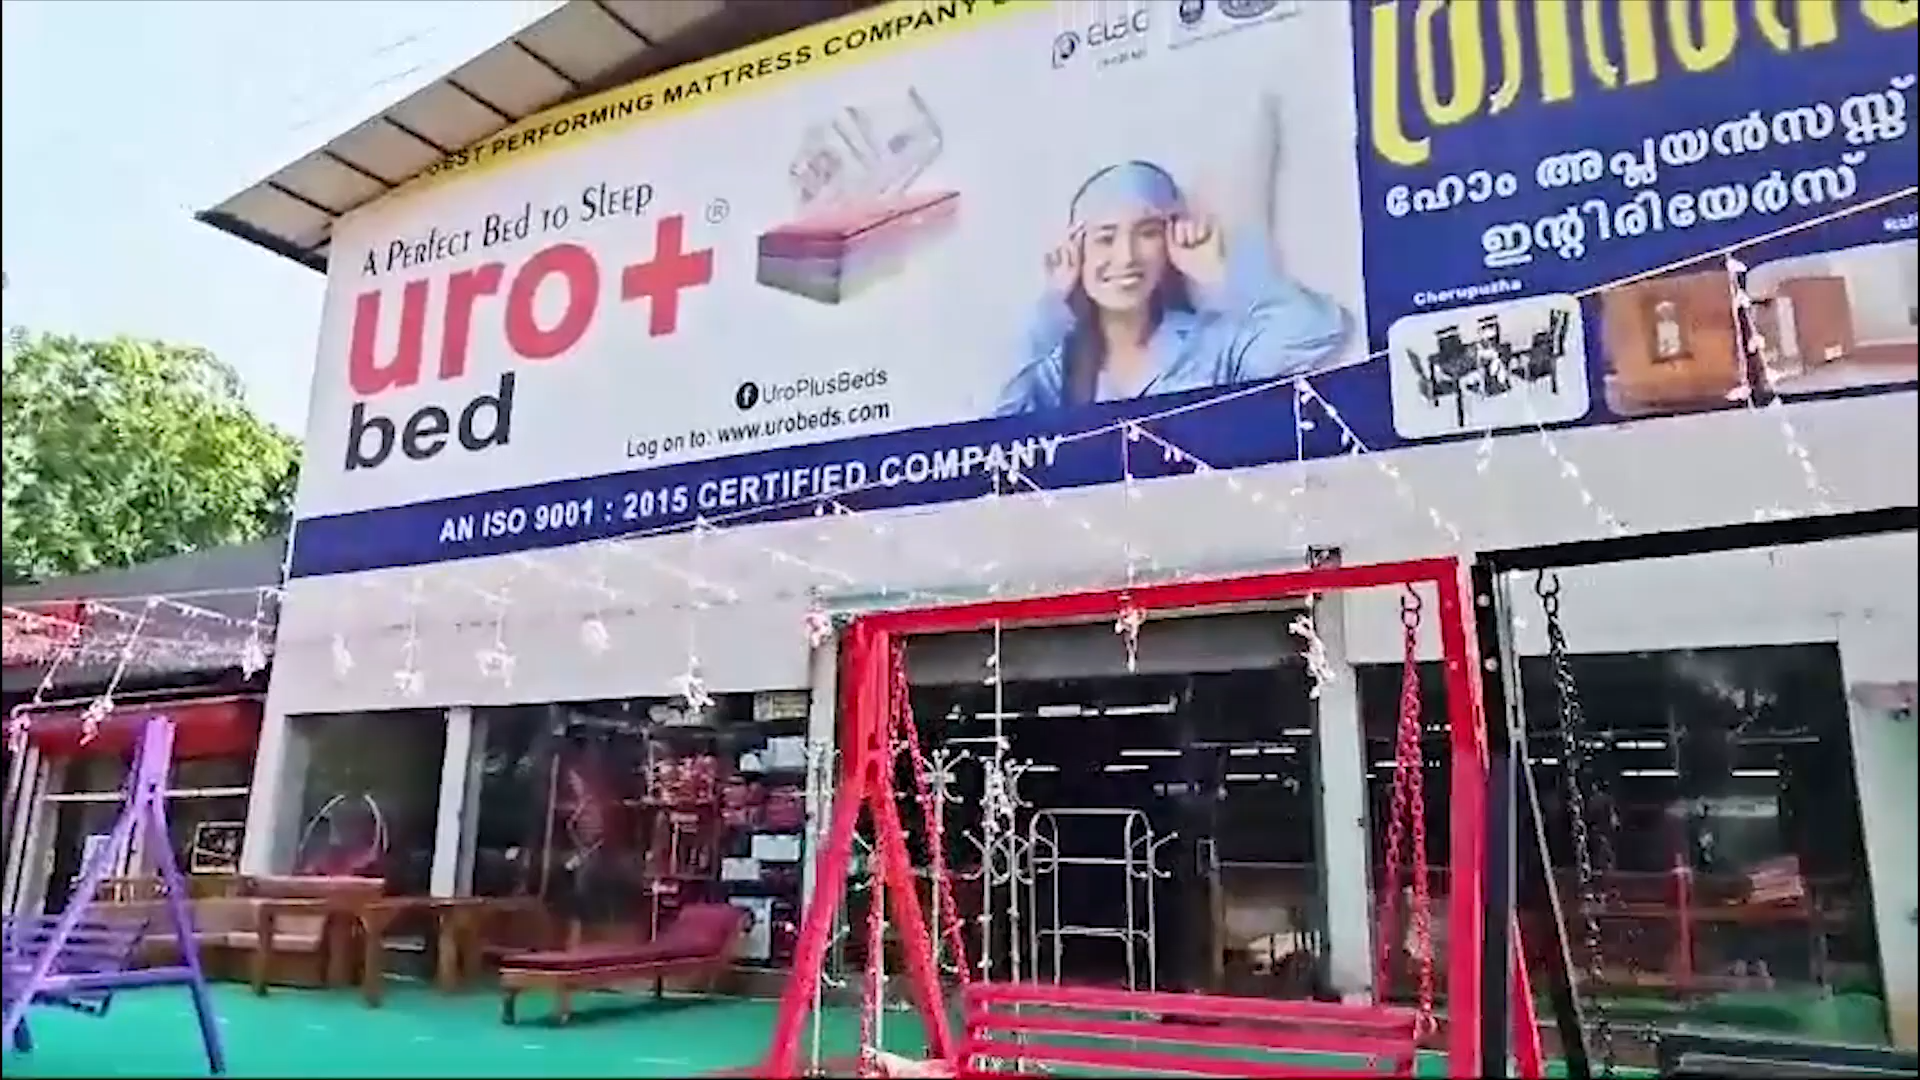 BEST PERFORMING MATTRESS COMPANY
A PERFECT BED TO SLEEP
uro+®
bed
UroPlusBeds
Log on to: www.urobeds.com
AN ISO 9001 : 2015 CERTIFIED COMPANY
ഹോം അപ്ലയൻസസ്സ്
ഇന്റിരിയേർസ്
Cherupuzha